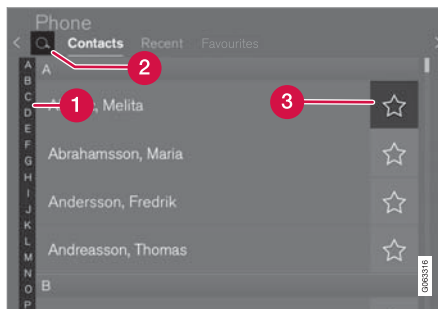 Phone
Contacts Recent Favourites
2
A
A
B
C
D
E
F
G
H
I
J
K
L
M
N
O
P
1
, Melita
3
Abrahamsson, Maria
Andersson, Fredrik
Andreasson, Thomas
B
G063316